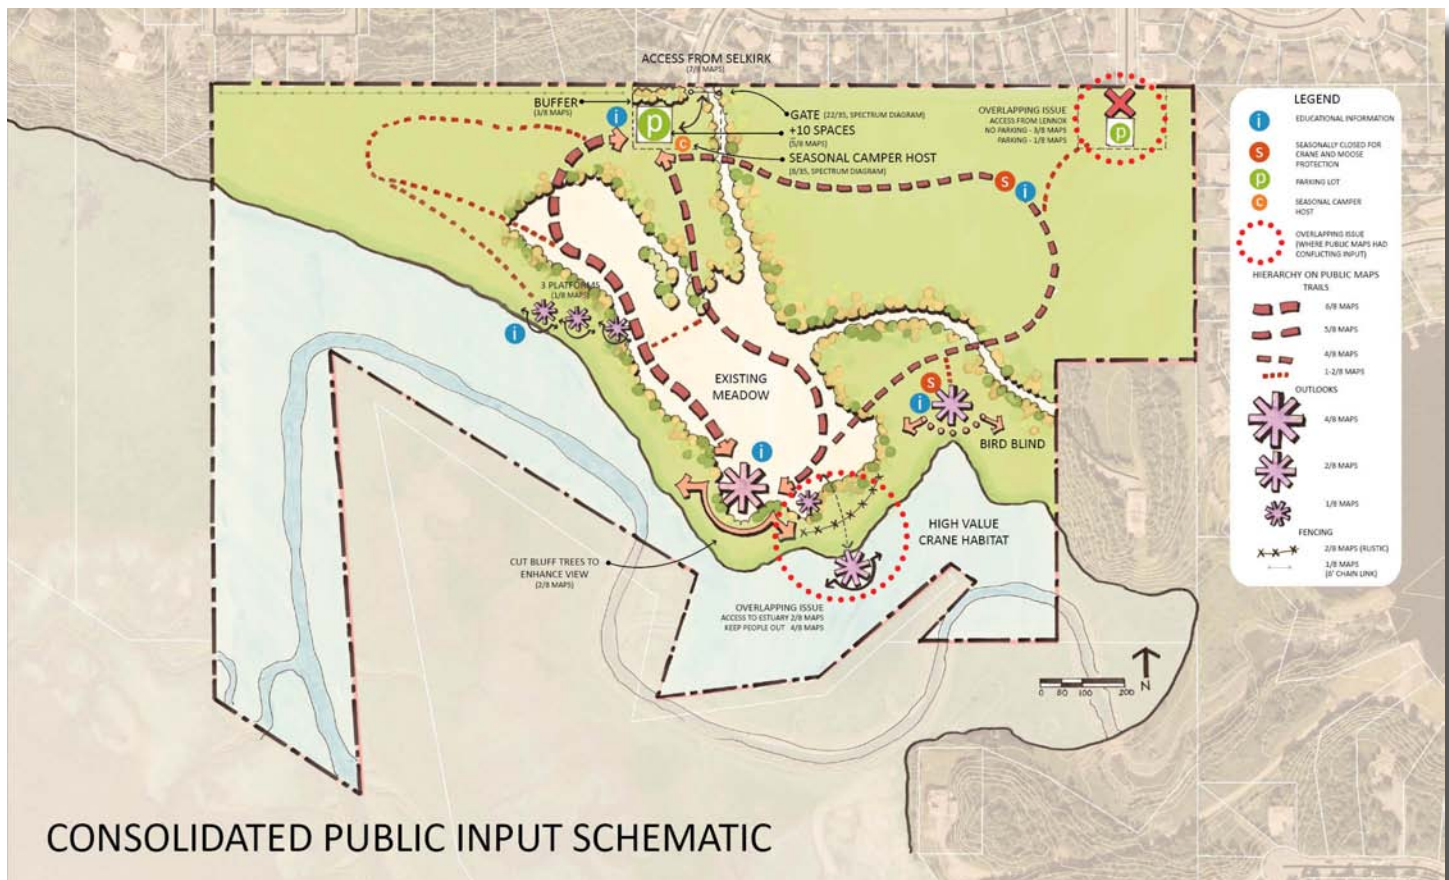 ACCESS FROM SELKIRK
(7/8 MAPS)
BUFFER
(3/8 MAPS)
i
p
c
GATE (22/35, SPECTRUM DIAGRAM)
+10 SPACES
(5/8 MAPS)
SEASONAL CAMPER HOST
(8/35, SPECTRUM DIAGRAM)
OVERLAPPING ISSUE
ACCESS FROM LENNOX
NO PARKING - 3/8 MAPS
PARKING - 1/8 MAPS
p
s
i
3 PLATFORMS
(1/8 MAPS)
i
EXISTING
MEADOW
s
i
BIRD BLIND
i
HIGH VALUE
CRANE HABITAT
CUT BLUFF TREES TO
ENHANCE VIEW
(2/8 MAPS)
OVERLAPPING ISSUE
ACCESS TO ESTUARY 2/8 MAPS
KEEP PEOPLE OUT 4/8 MAPS
0 50 100 200
N
LEGEND
i EDUCATIONAL INFORMATION
s SEASONALLY CLOSED FOR
CRANE AND MOOSE
PROTECTION
p PARKING LOT
c SEASONAL CAMPER
HOST
OVERLAPPING ISSUE
(WHERE PUBLIC MAPS HAD
CONFLICTING INPUT)
HIERARCHY ON PUBLIC MAPS
TRAILS
6/8 MAPS
5/8 MAPS
4/8 MAPS
1-2/8 MAPS
OUTLOOKS
4/8 MAPS
2/8 MAPS
1/8 MAPS
FENCING
2/8 MAPS (RUSTIC)
1/8 MAPS
(6' CHAIN LINK)
CONSOLIDATED PUBLIC INPUT SCHEMATIC